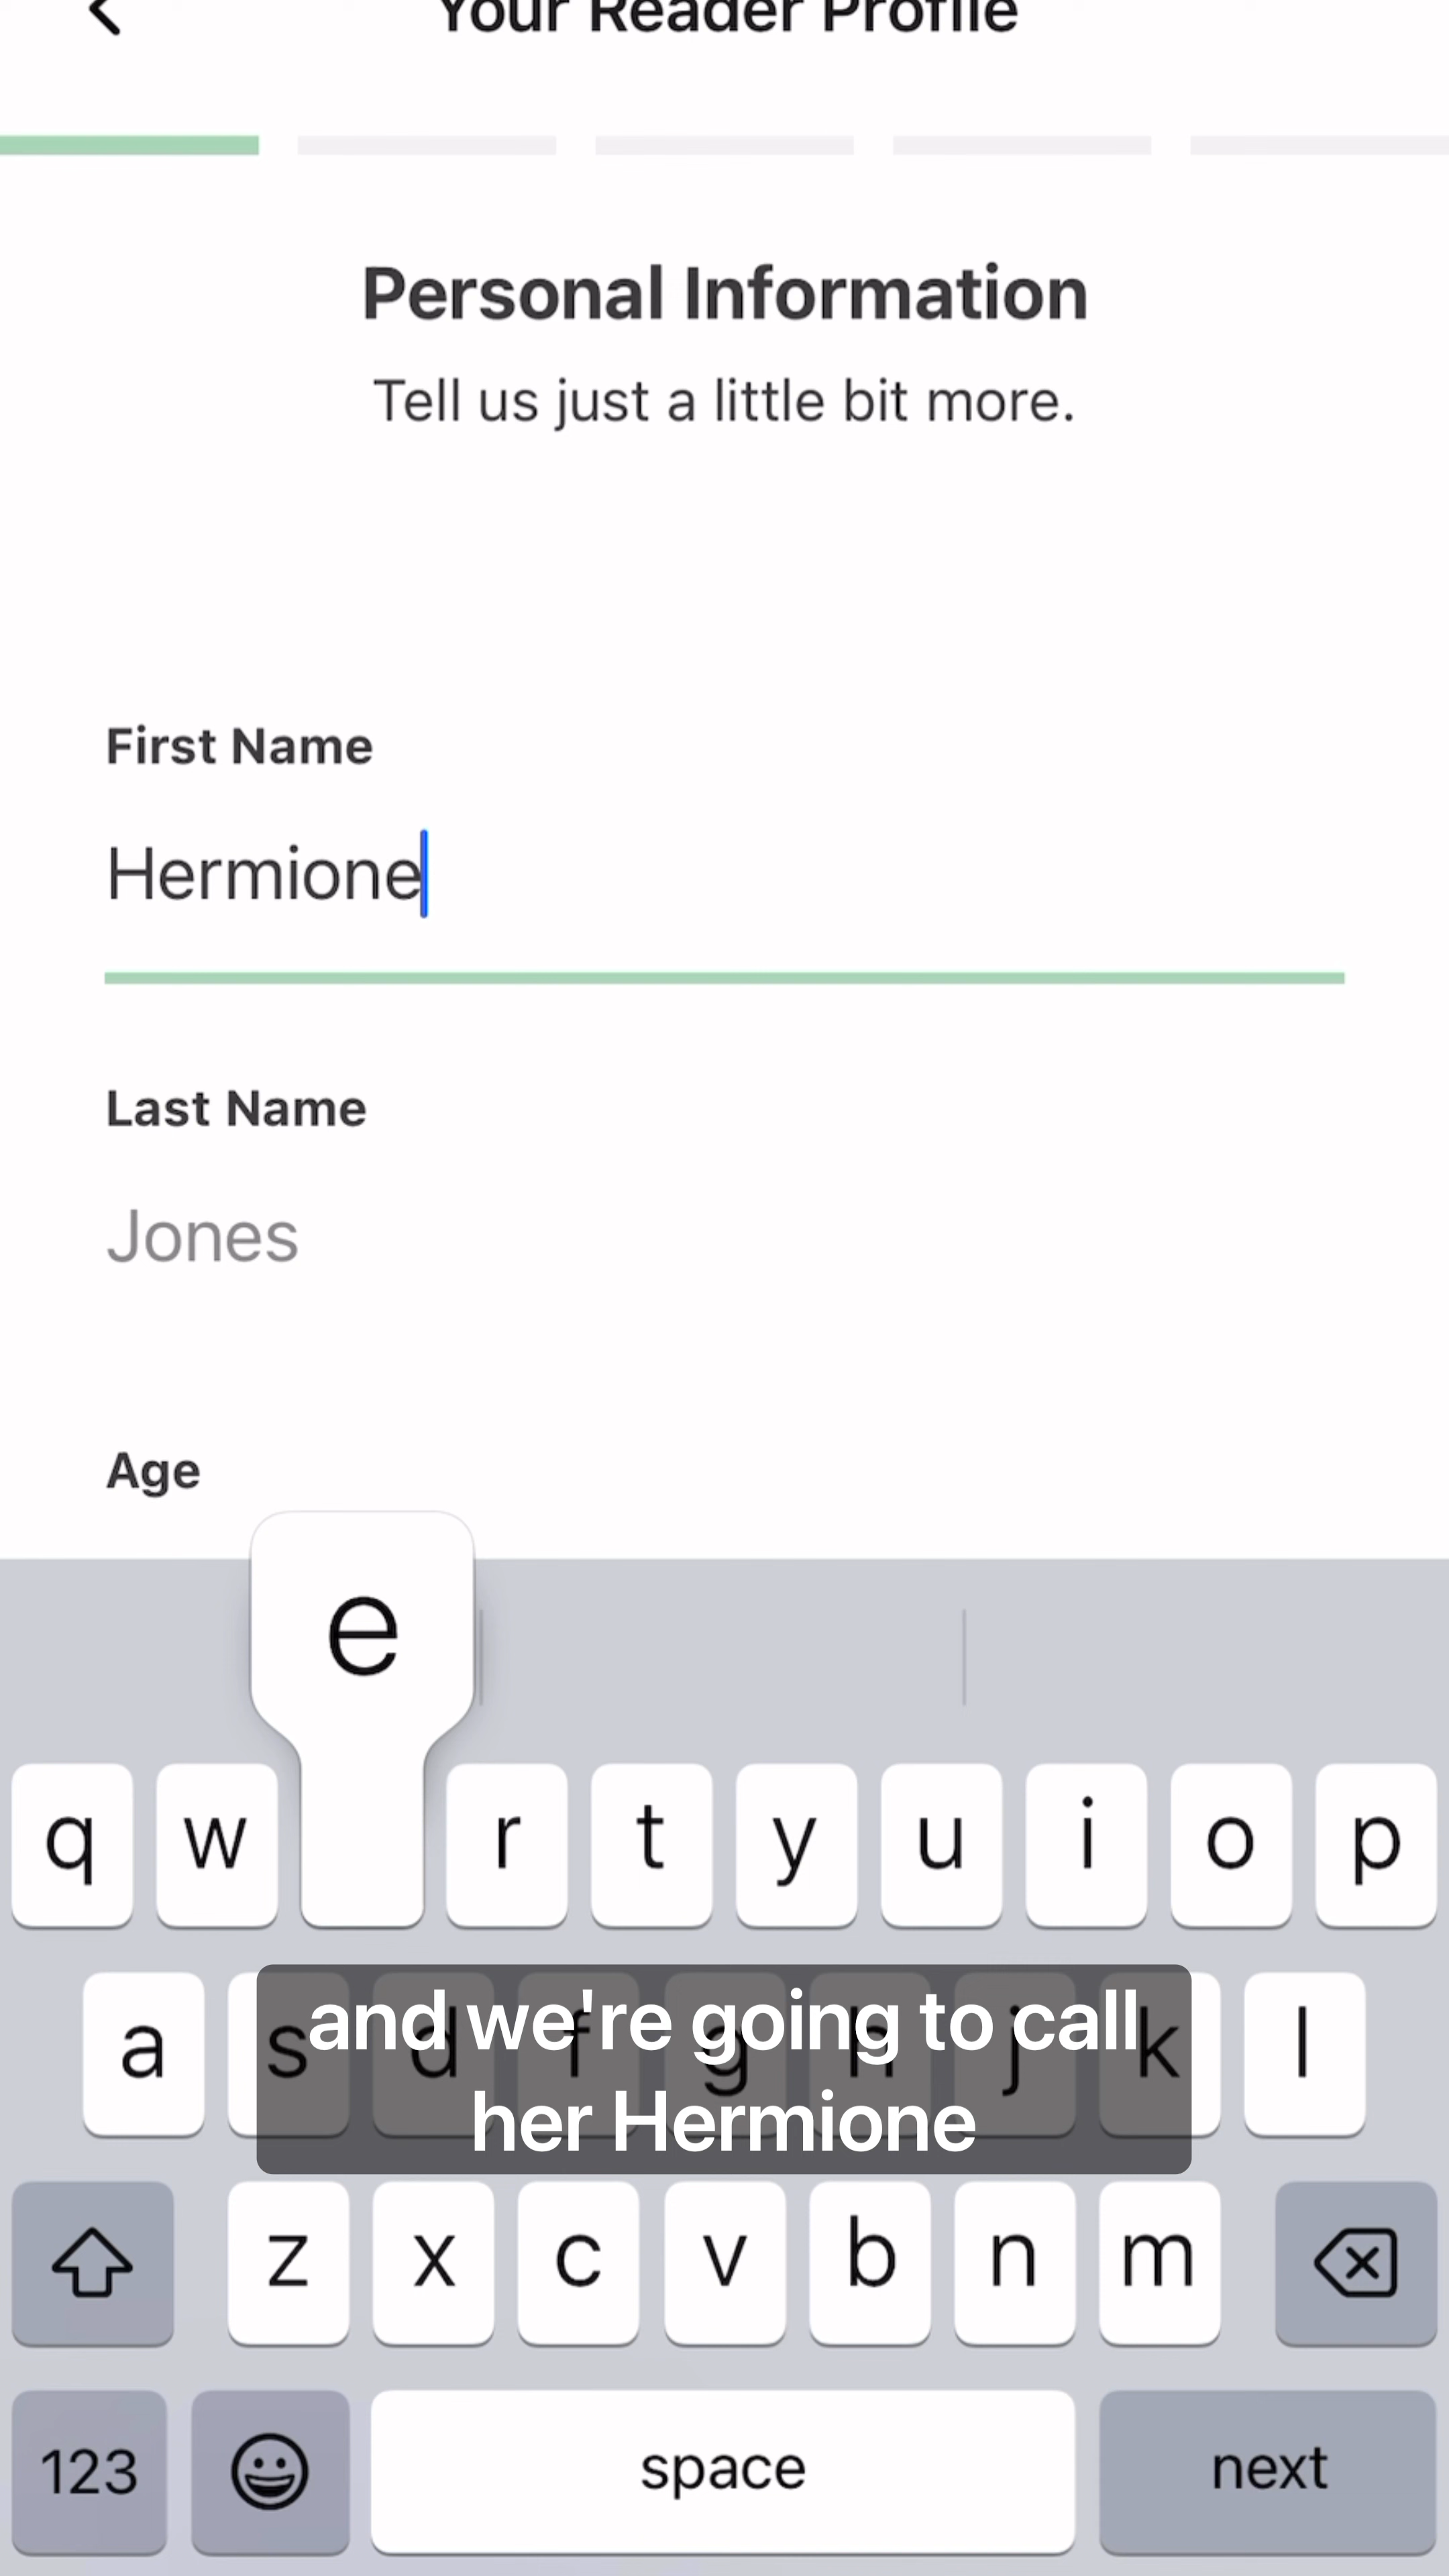 Your Reader Profile
Personal Information
Tell us just a little bit more.
First Name
Hermione
Last Name
Jones
Age
e
q w r t y u i o p
a s d f g h j k l
and we're going to call
her Hermione
z x c v b n m
123 space next